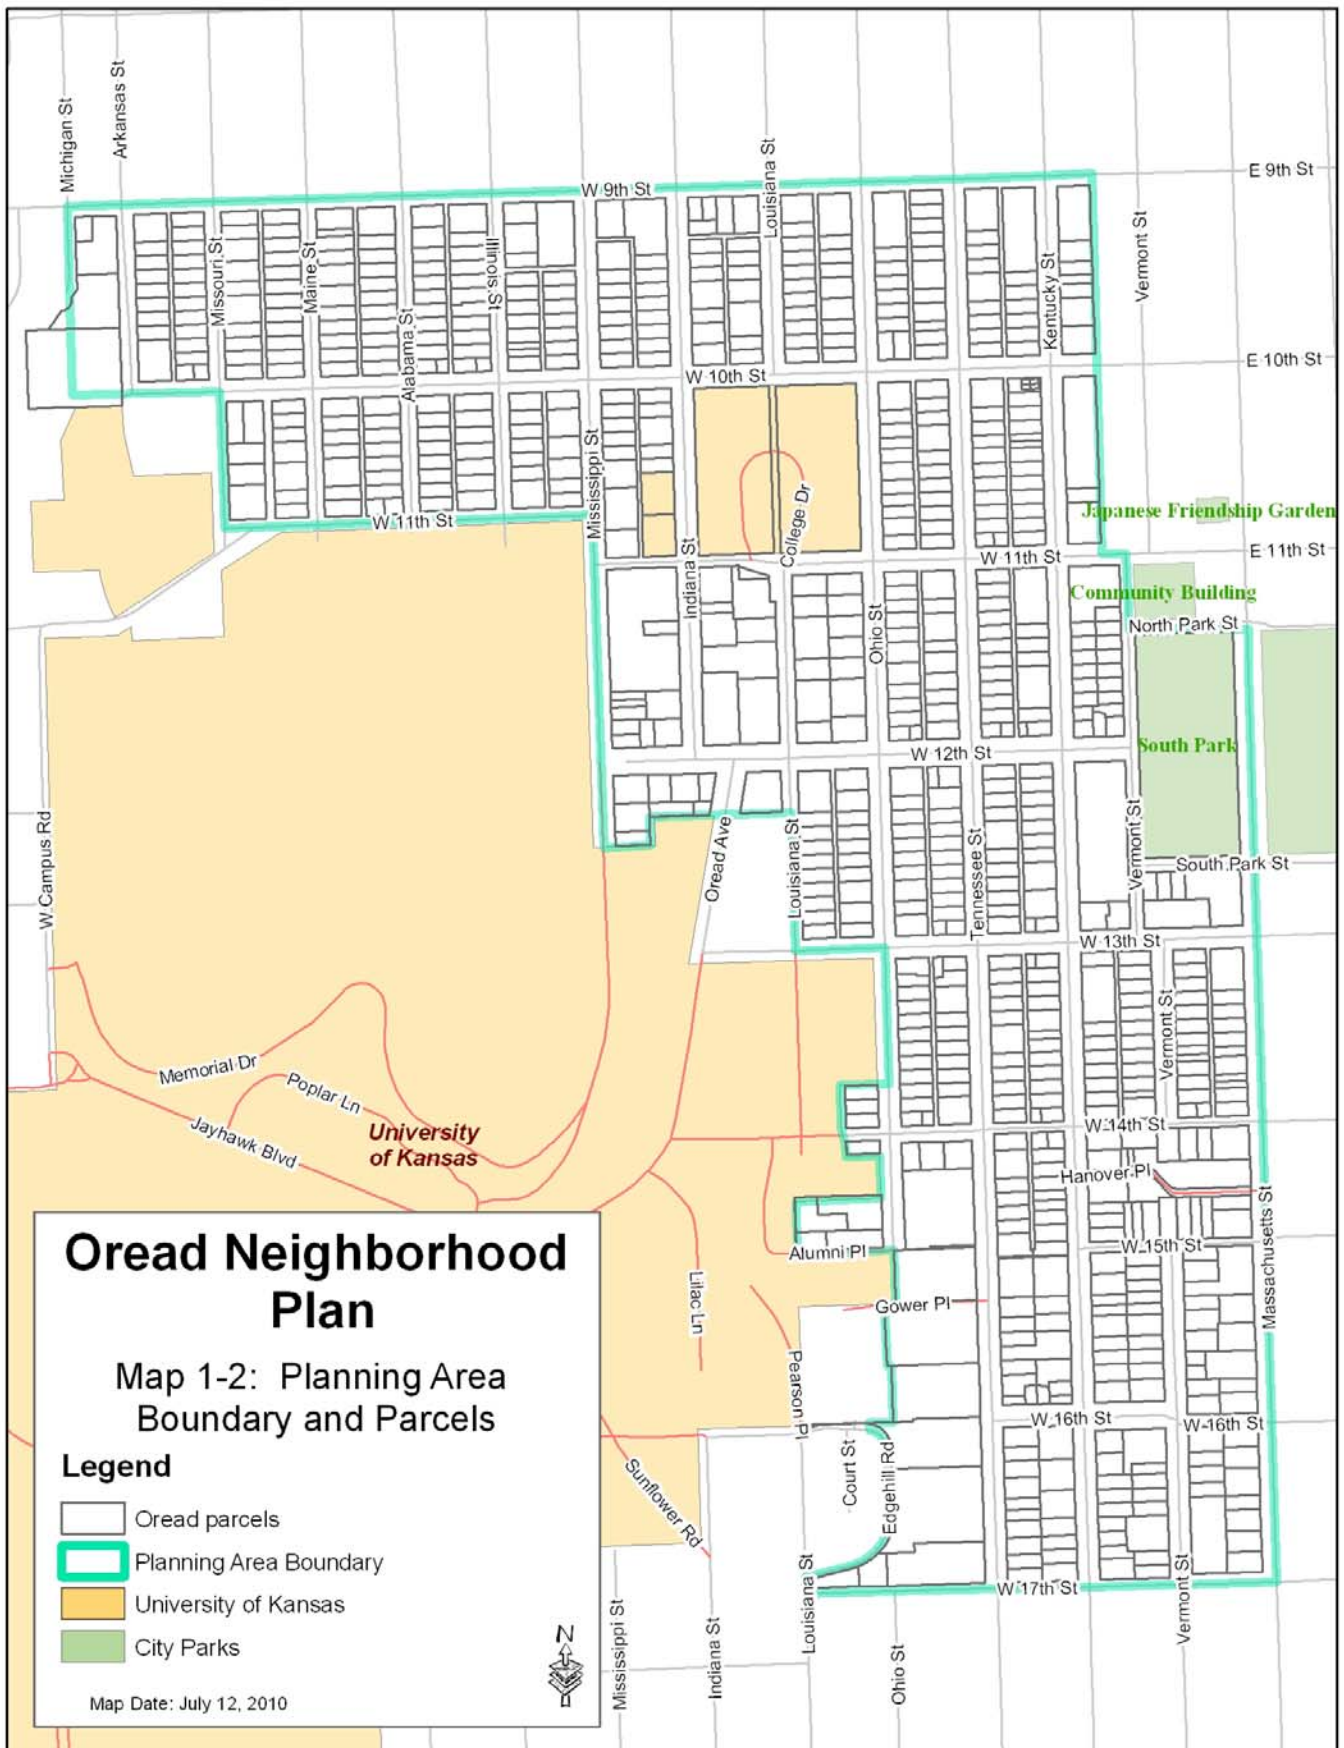 Michigan St
Arkansas St
Louisiana St
E 9th St
W 9th St
Vermont St
Missouri St
Maine St
Illinois St
Kentucky St
Alabama St
E 10th St
W 10th St
Mississippi St
College Dr
Japanese Friendship Garden
W 11th St
Indiana St
W 11th St
E 11th St
Community Building
Ohio St
North Park St
South Park
W 12th St
W Campus Rd
Oread Ave
Louisiana St
Tennessee St
Vermont St
South Park St
W 13th St
Vermont St
Memorial Dr
Poplar Ln
Jayhawk Blvd
University
of Kansas
W 14th St
Hanover Pl
Massachusetts St
Alumni Pl
W 15th St
Lilac Ln
Gower Pl
Pearson Pl
W 16th St
W 16th St
Court St
Edgehill Rd
Sunflower Rd
Louisiana St
W 17th St
Vermont St
Mississippi St
Indiana St
Ohio St
Oread Neighborhood
Plan
Map 1-2: Planning Area
Boundary and Parcels
Legend
Oread parcels
Planning Area Boundary
University of Kansas
City Parks
N
Map Date: July 12, 2010